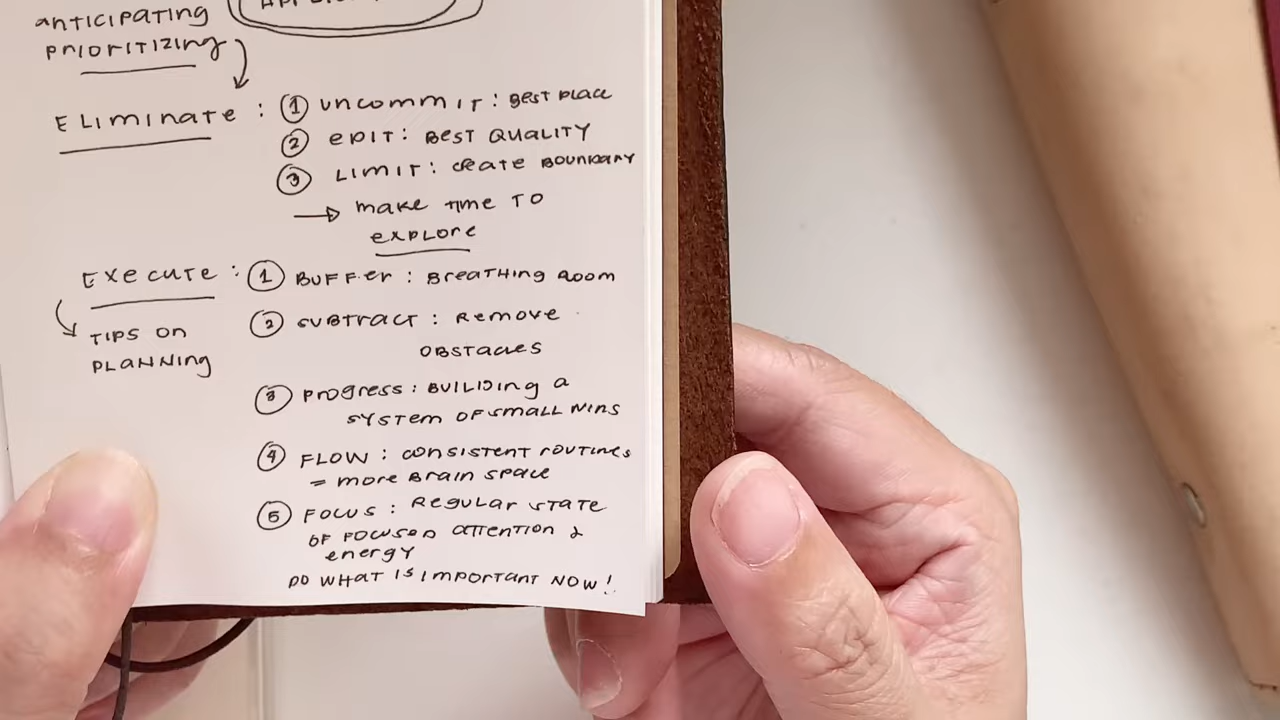 anticipating
prioritizing
ELiminate : ① uncommit : Best place
② edit : Best quality
③ Limit : create boundary
→ make time to
explore
Execute : ① Buffer : Breathing room
② subtract : Remove
obstacles
Tips on
planning
③ Progress : Building a
system of small wins
④ Flow : consistent routines
= more brain space
⑤ Focus : Regular state
of focused attention &
energy
Do what is important now!